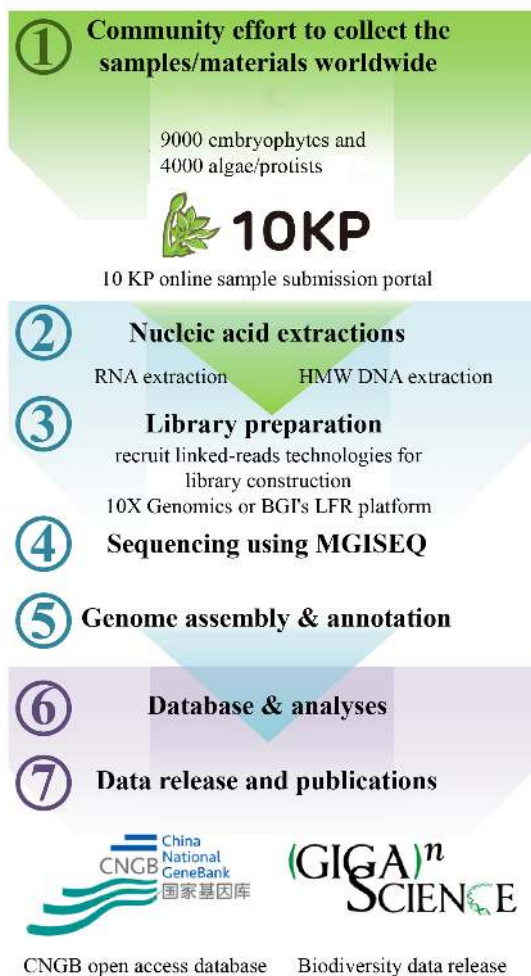 1
Community effort to collect the
samples/materials worldwide
9000 embryophytes and
4000 algae/protists
10KP
10 KP online sample submission portal
2
Nucleic acid extractions
RNA extraction HMW DNA extraction
3
Library preparation
recruit linked-reads technologies for
library construction
10X Genomics or BGI's LFR platform
4
Sequencing using MGISEQ
5
Genome assembly & annotation
6
Database & analyses
7
Data release and publications
CNGB
China
National
GeneBank
国家基因库
(GIGA)n
SCIENCE
CNGB open access database Biodiversity data release